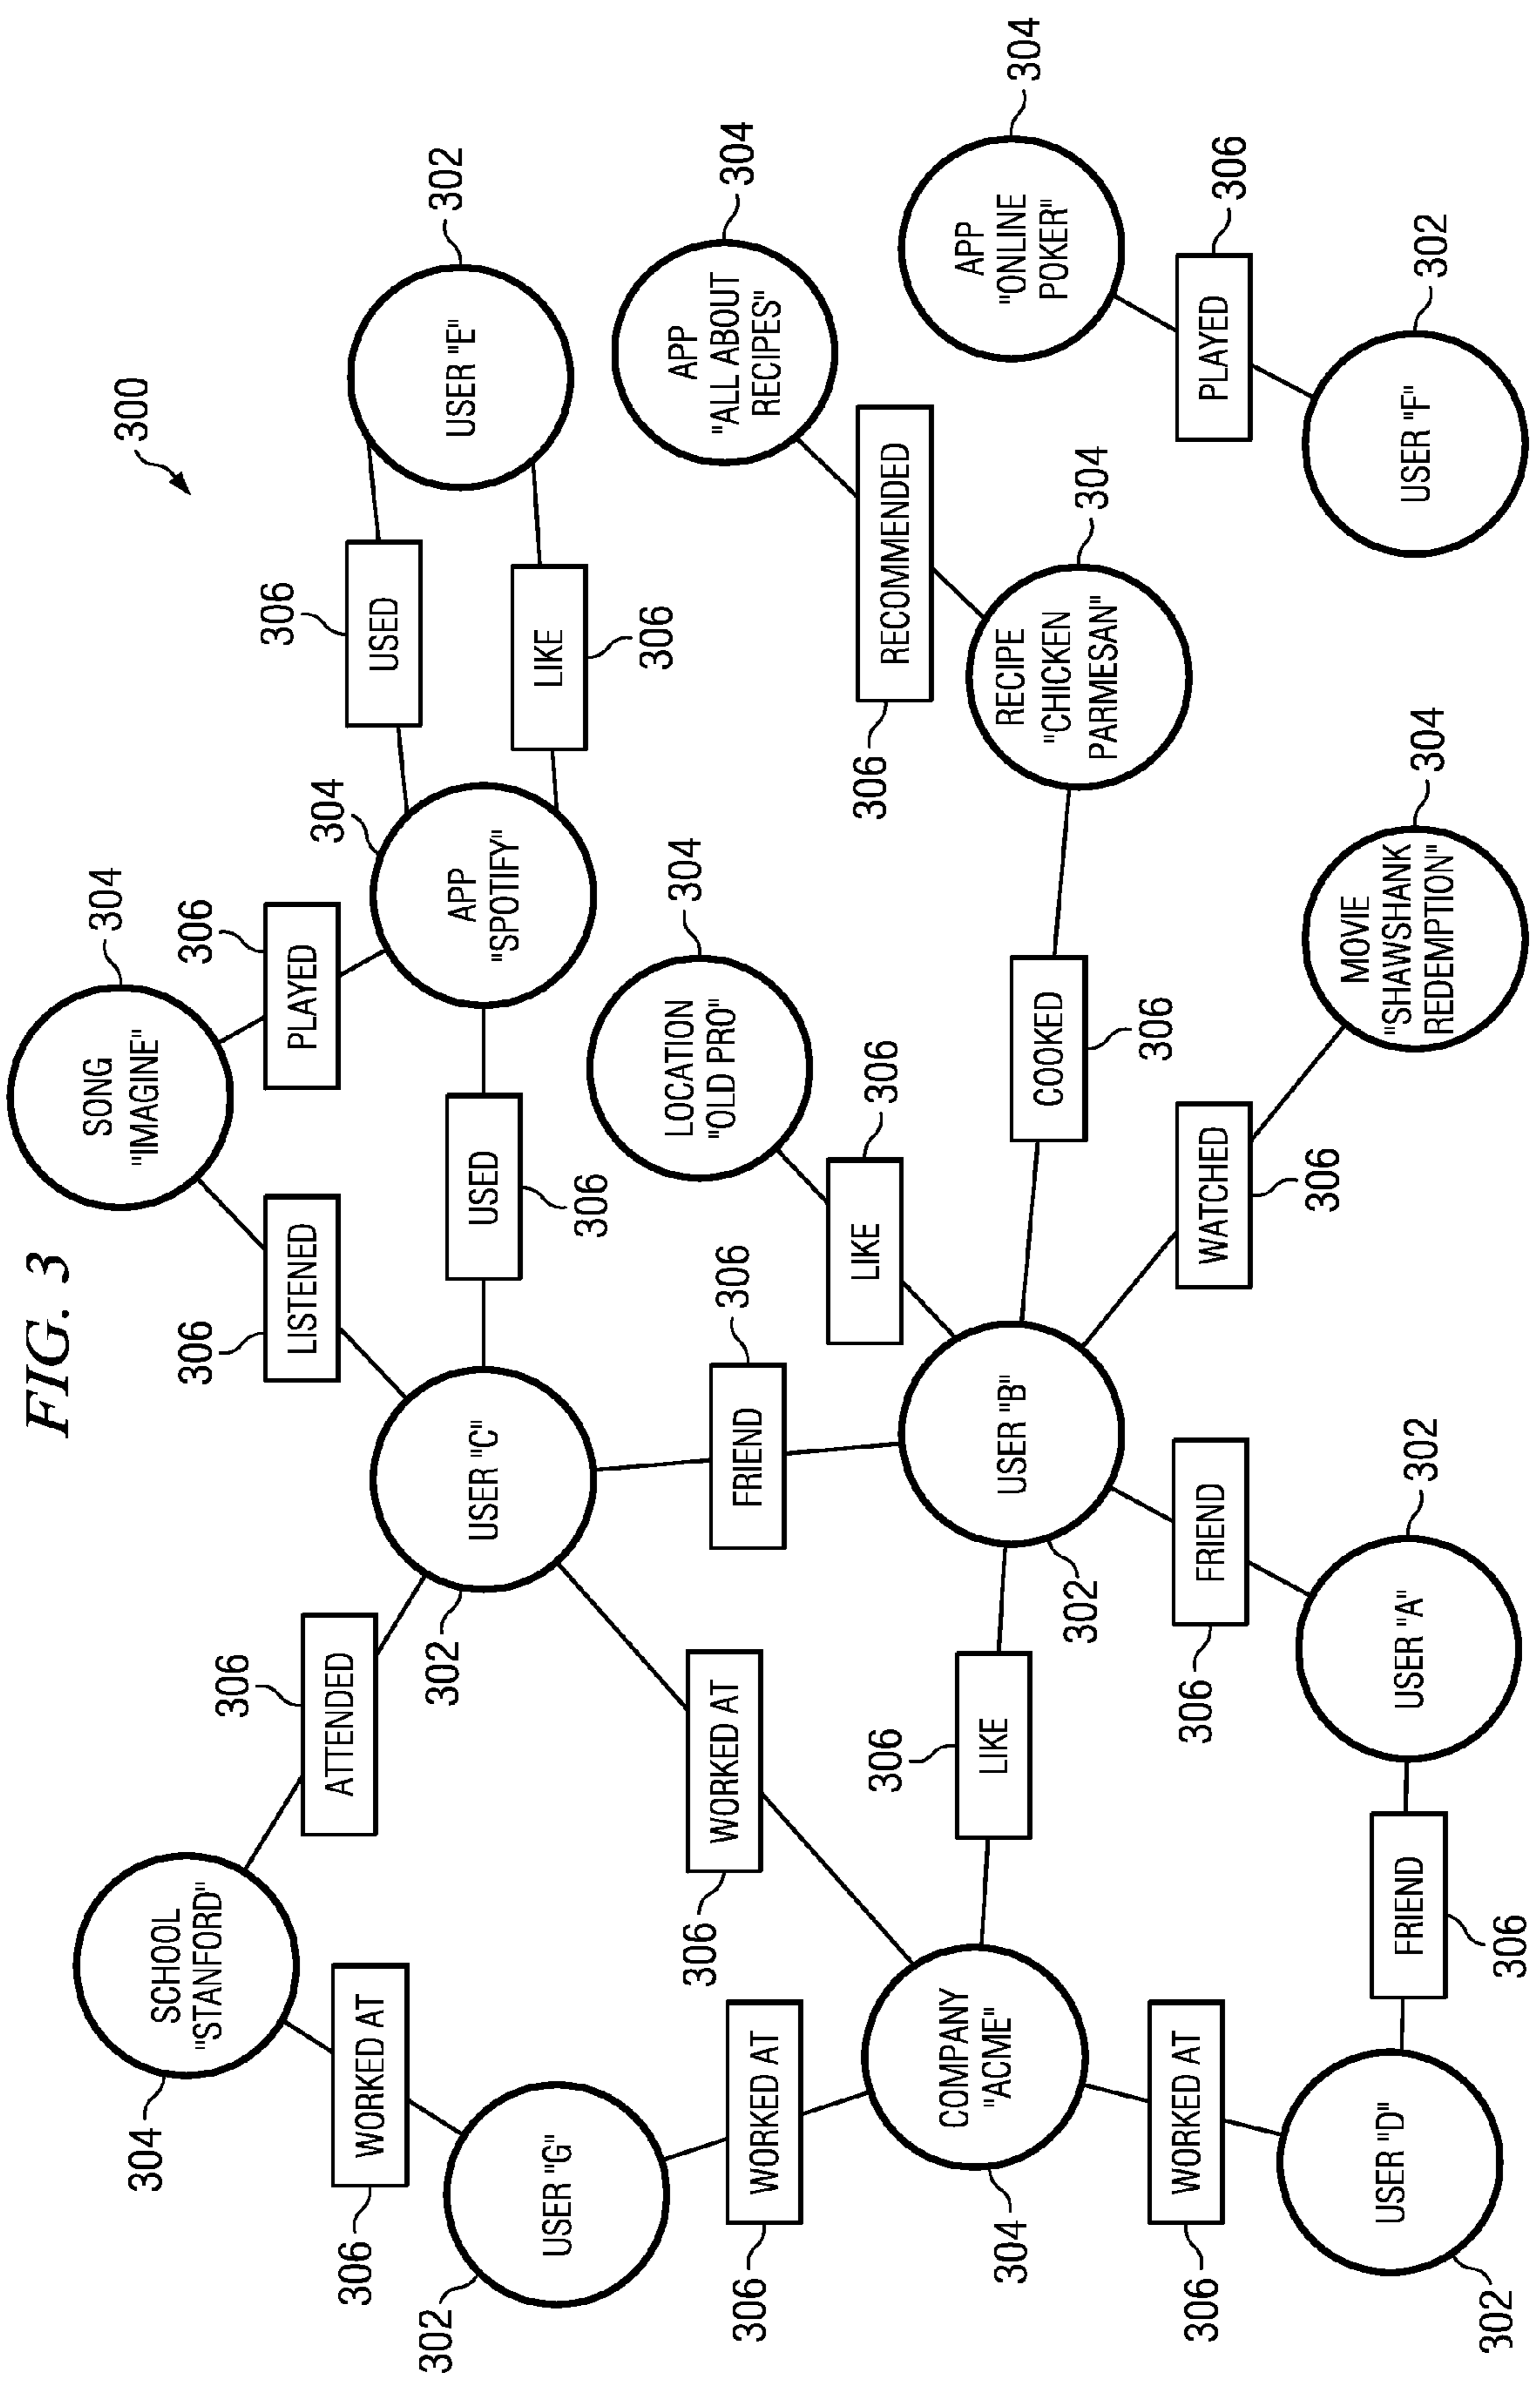 FIG. 3
300
304
SCHOOL
"STANFORD"
306
ATTENDED
306
LISTENED
SONG
"IMAGINE"
304
306
PLAYED
306
WORKED AT
302
USER "G"
302
USER "C"
USED
306
304
APP
"SPOTIFY"
306
USED
LIKE
306
USER "E"
302
306
WORKED AT
306
WORKED AT
FRIEND
306
LOCATION
"OLD PRO"
304
LIKE
306
306
RECOMMENDED
APP
"ALL ABOUT
RECIPES"
304
304
COMPANY
"ACME"
306
LIKE
302
USER "B"
COOKED
306
RECIPE
"CHICKEN
PARMESAN"
304
APP
"ONLINE
POKER"
304
306
WORKED AT
306
FRIEND
WATCHED
306
PLAYED
306
302
USER "D"
FRIEND
306
USER "A"
302
MOVIE
"SHAWSHANK
REDEMPTION"
304
USER "F"
302